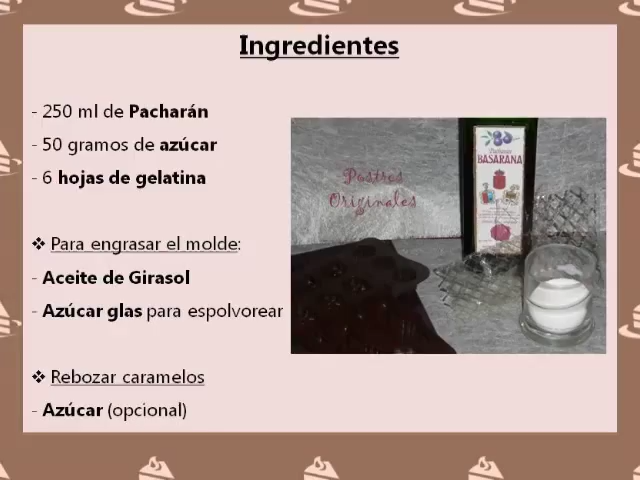 Ingredientes
- 250 ml de Pacharán
- 50 gramos de azúcar
- 6 hojas de gelatina
❖ Para engrasar el molde:
- Aceite de Girasol
- Azúcar glas para espolvorear
❖ Rebozar caramelos
- Azúcar (opcional)
Postres
Originales
Pacharán
BASARANA